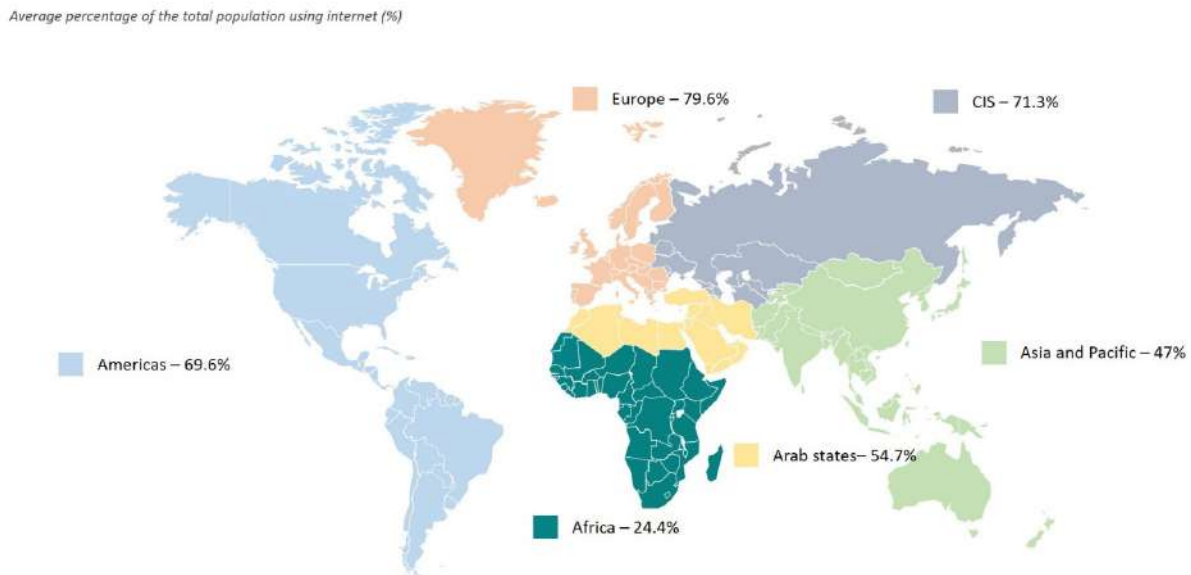 Average percentage of the total population using internet (%)
Europe – 79.6%
CIS – 71.3%
Americas – 69.6%
Asia and Pacific – 47%
Arab states– 54.7%
Africa – 24.4%